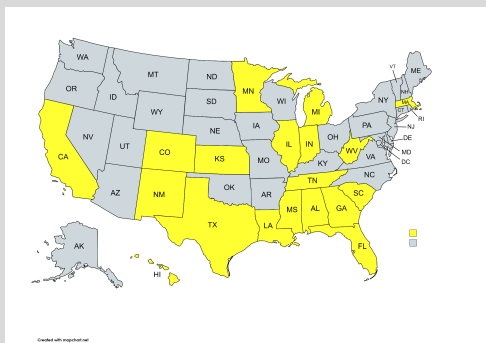 WA
OR
CA
NV
ID
MT
WY
UT
AZ
CO
NM
ND
SD
NE
KS
OK
TX
MN
IA
MO
AR
LA
WI
IL
MI
IN
OH
KY
TN
MS
AL
GA
FL
SC
NC
VA
WV
PA
NY
VT
NH
ME
MA
CT
RI
NJ
DE
MD
DC
AK
HI
Created with mapchart.net